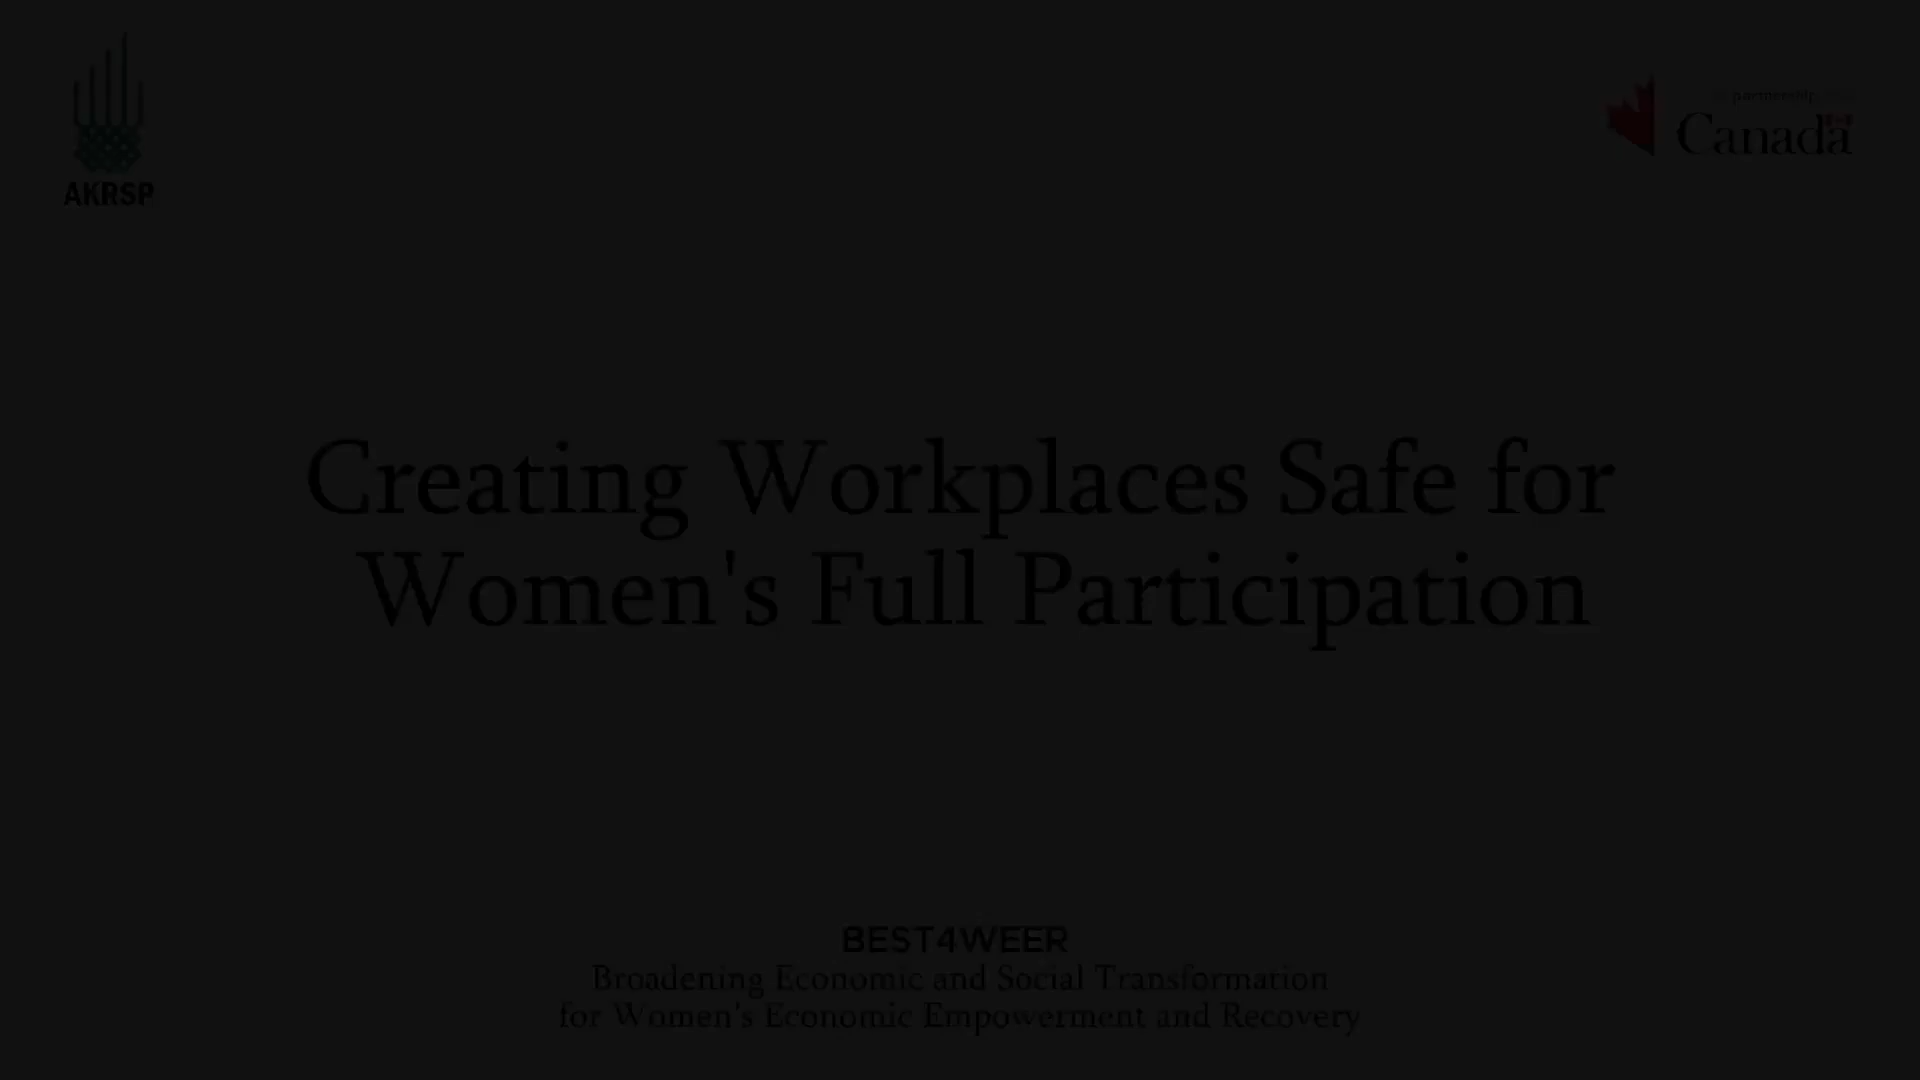 AKRSP
partnership
Canada
Creating Workplaces Safe for
Women's Full Participation
BEST4WEER
Broadening Economic and Social Transformation
for Women's Economic Empowerment and Recovery